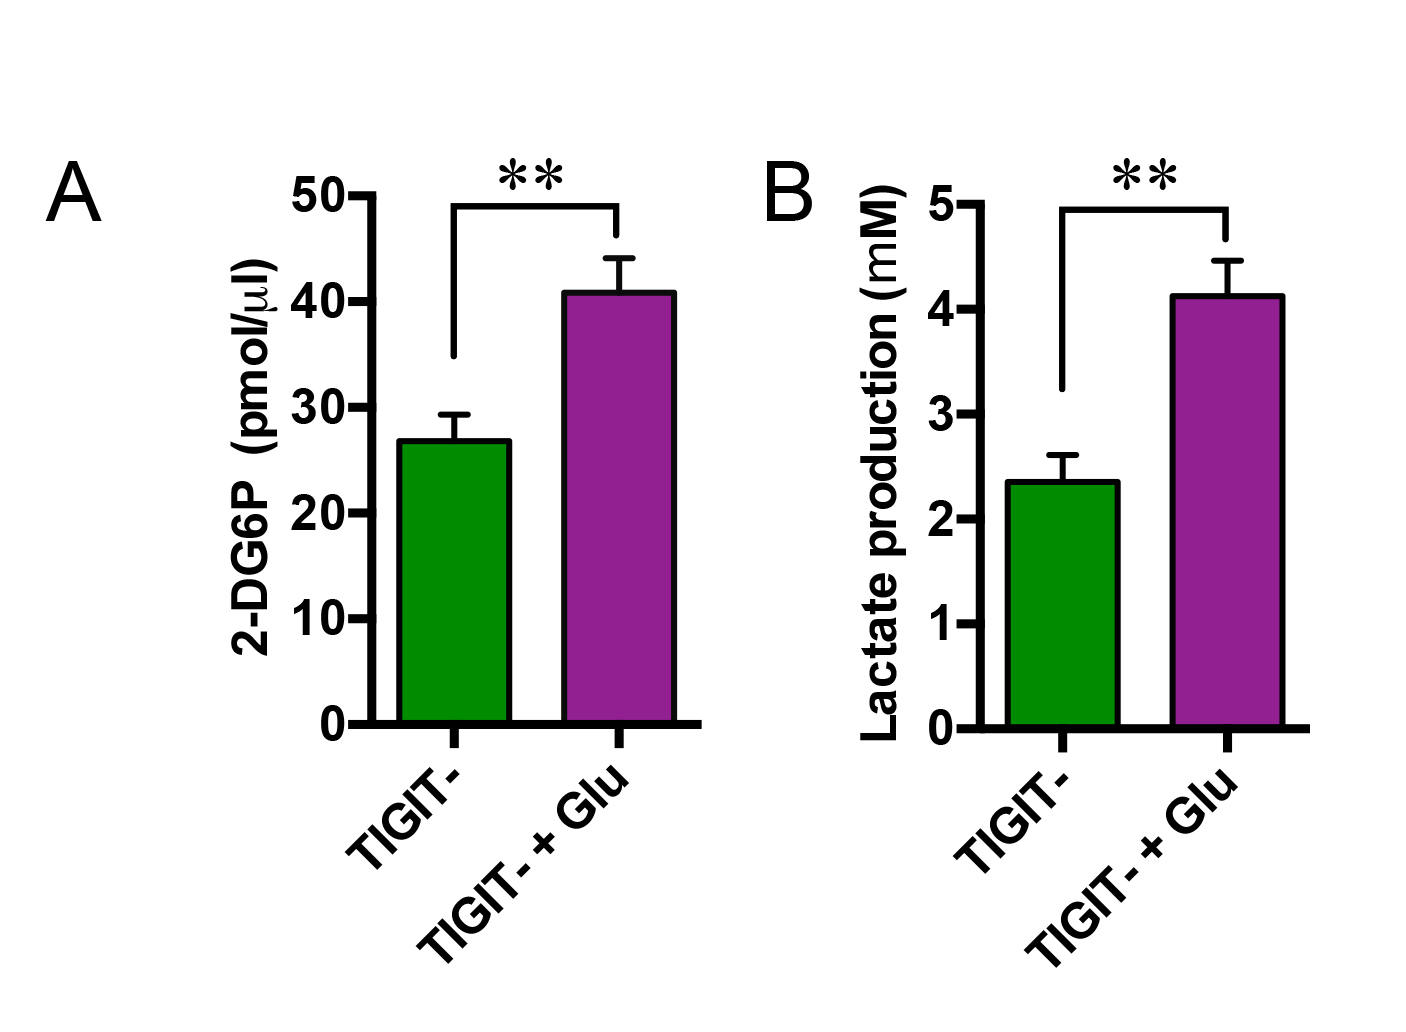 A
**
50
40
30
20
10
0
2-DG6P (pmol/μl)
TIGIT-
TIGIT- + Glu
B
**
5
4
3
2
1
0
Lactate production (mM)
TIGIT-
TIGIT- + Glu